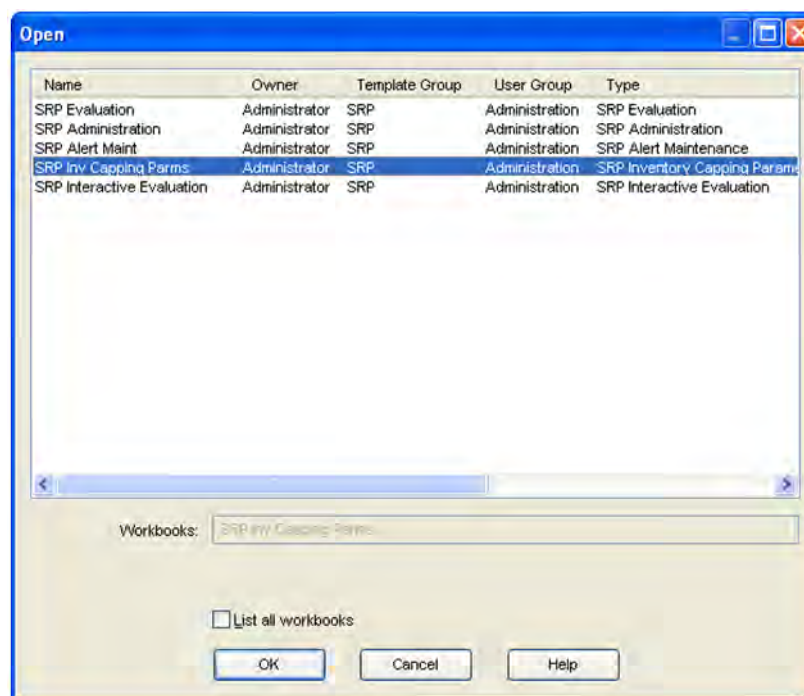 Open
Name Owner Template Group User Group Type
SRP Evaluation Administrator SRP Administration SRP Evaluation
SRP Administration Administrator SRP Administration SRP Administration
SRP Alert Maint Administrator SRP Administration SRP Alert Maintenance
SRP Inv Capping Parms Administrator SRP Administration SRP Inventory Capping Parame
SRP Interactive Evaluation Administrator SRP Administration SRP Interactive Evaluation
Workbooks: SRP Inv Capping Parms
List all workbooks
OK Cancel Help